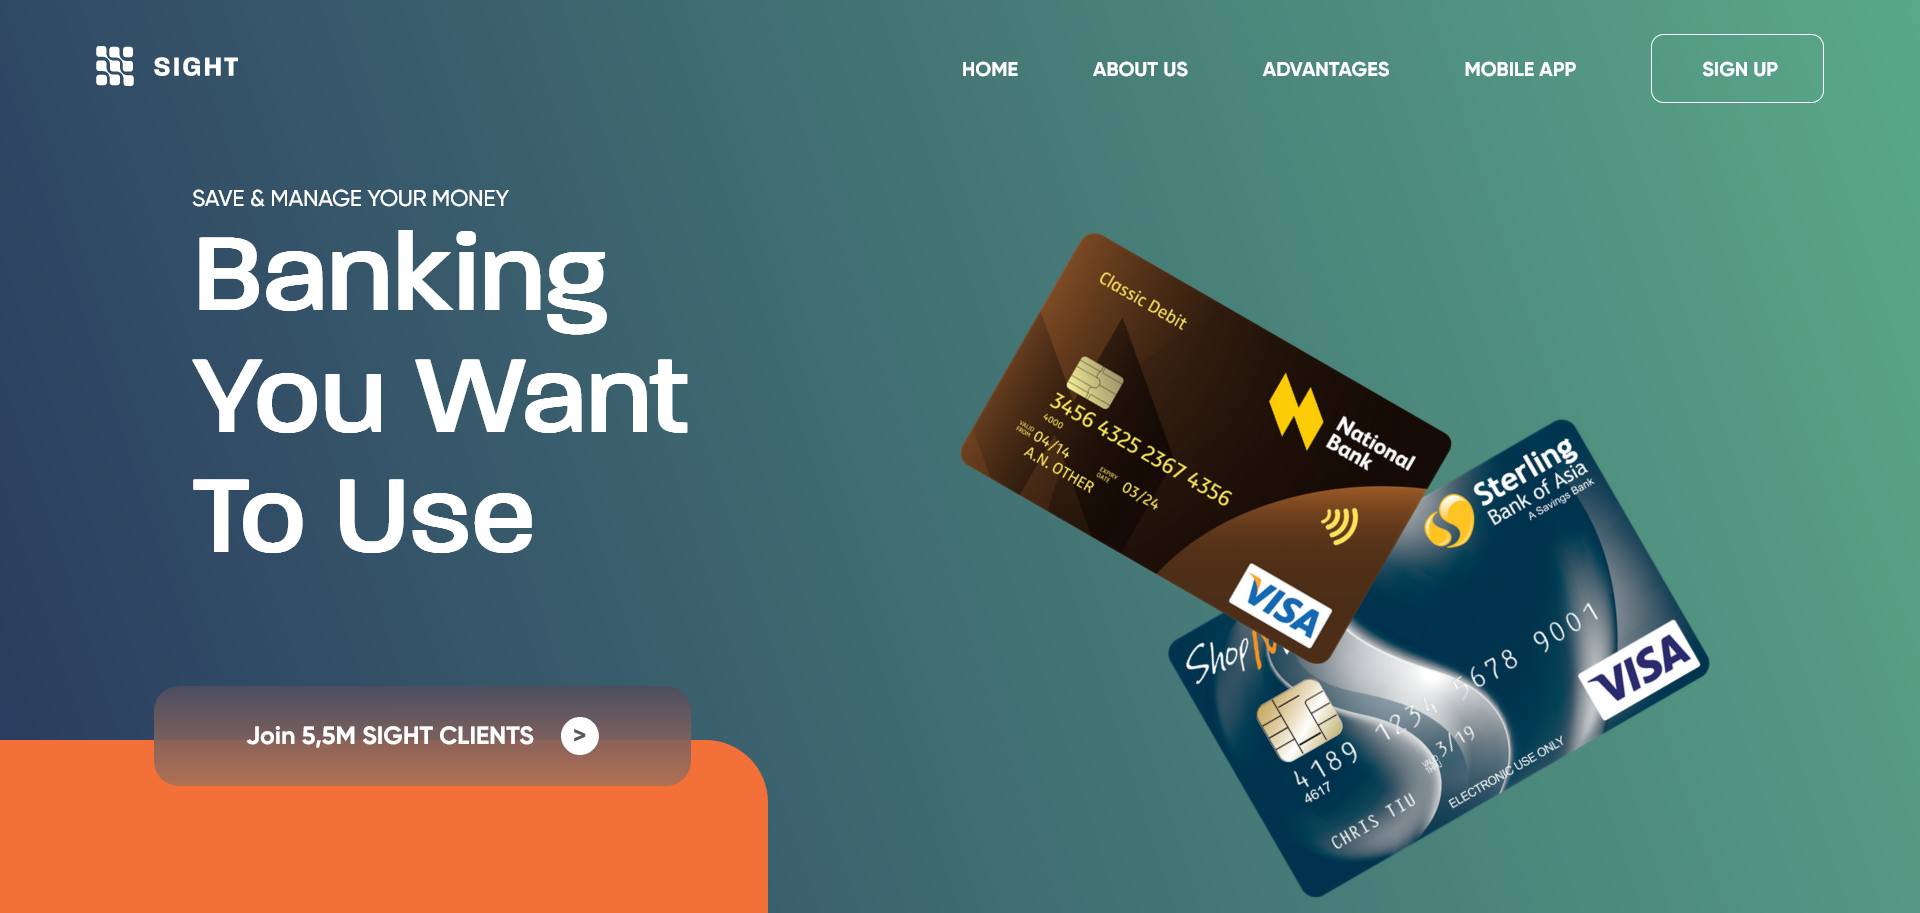 SIGHT
HOME
ABOUT US
ADVANTAGES
MOBILE APP
SIGN UP
SAVE & MANAGE YOUR MONEY
Banking
You Want
To Use
Join 5,5M SIGHT CLIENTS >
Classic Debit
National
Bank
3456 4325 2367 4356
4000
VALID
FROM
04/14
EXPIRY
DATE
03/24
A.N. OTHER
VISA
Sterling
Bank of Asia
A Savings Bank
Shop
4189 1234 5678 9001
4617
VALID
THRU
03/19
ELECTRONIC USE ONLY
CHRIS TIU
VISA